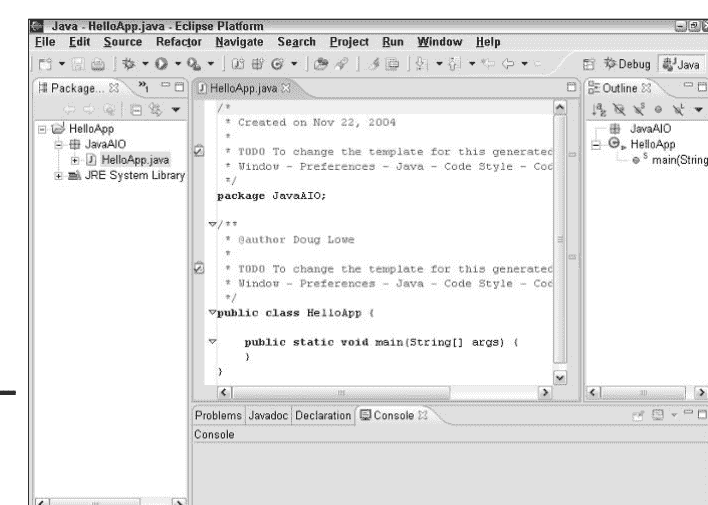 Java - HelloApp.java - Eclipse Platform
File Edit Source Refactor Navigate Search Project Run Window Help
Debug Java
Package... »1
HelloApp
JavaAIO
HelloApp.java
JRE System Library
HelloApp.java
/*
* Created on Nov 22, 2004
*
* TODO To change the template for this generated
* Window - Preferences - Java - Code Style - Cod
*/
package JavaAIO;
/**
* @author Doug Lowe
*
* TODO To change the template for this generated
* Window - Preferences - Java - Code Style - Cod
*/
public class HelloApp {
public static void main(String[] args) {
}
}
Outline
JavaAIO
HelloApp
S main(String
Problems Javadoc Declaration Console
Console